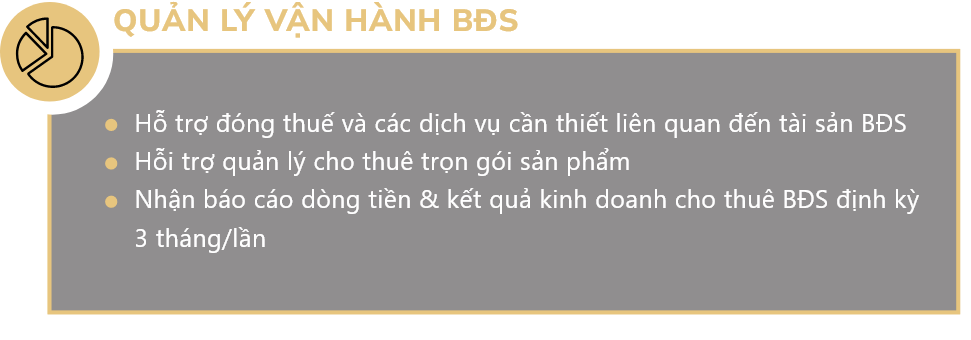 QUẢN LÝ VẬN HÀNH BĐS
Hỗ trợ đóng thuế và các dịch vụ cần thiết liên quan đến tài sản BĐS
Hỗi trợ quản lý cho thuê trọn gói sản phẩm
Nhận báo cáo dòng tiền & kết quả kinh doanh cho thuê BĐS định kỳ
3 tháng/lần